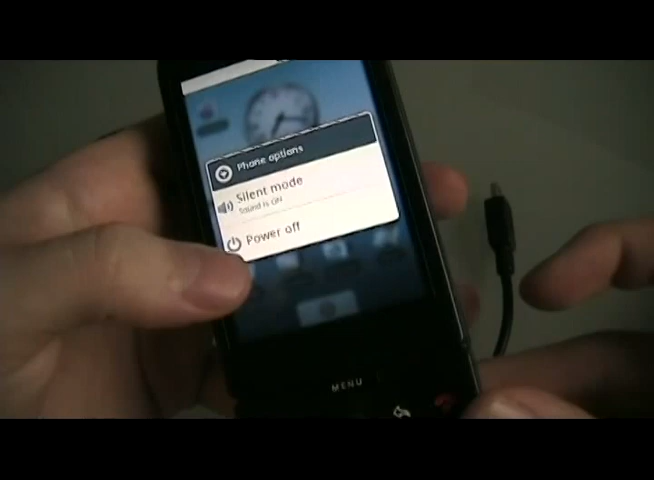 Phone options
Silent mode
Sound is ON
Power off
MENU